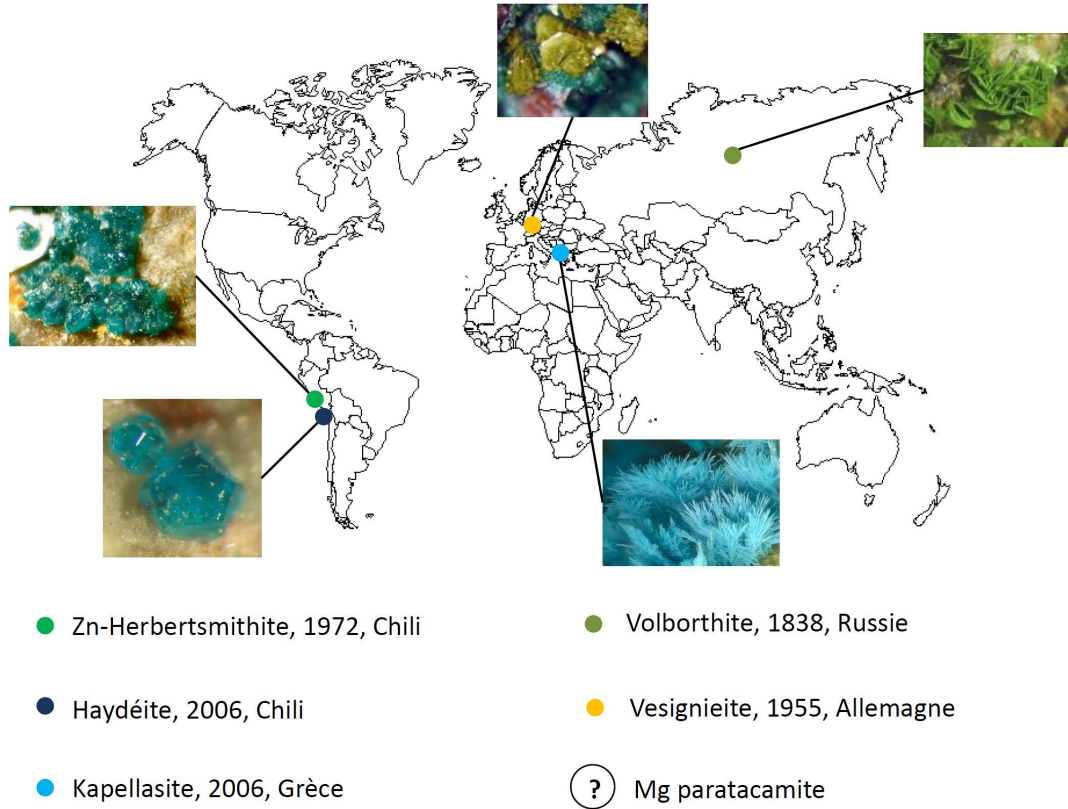 Zn-Herbertsmithite, 1972, Chili
Volborthite, 1838, Russie
Haydéite, 2006, Chili
Vesignieite, 1955, Allemagne
Kapellasite, 2006, Grèce
? Mg paratacamite